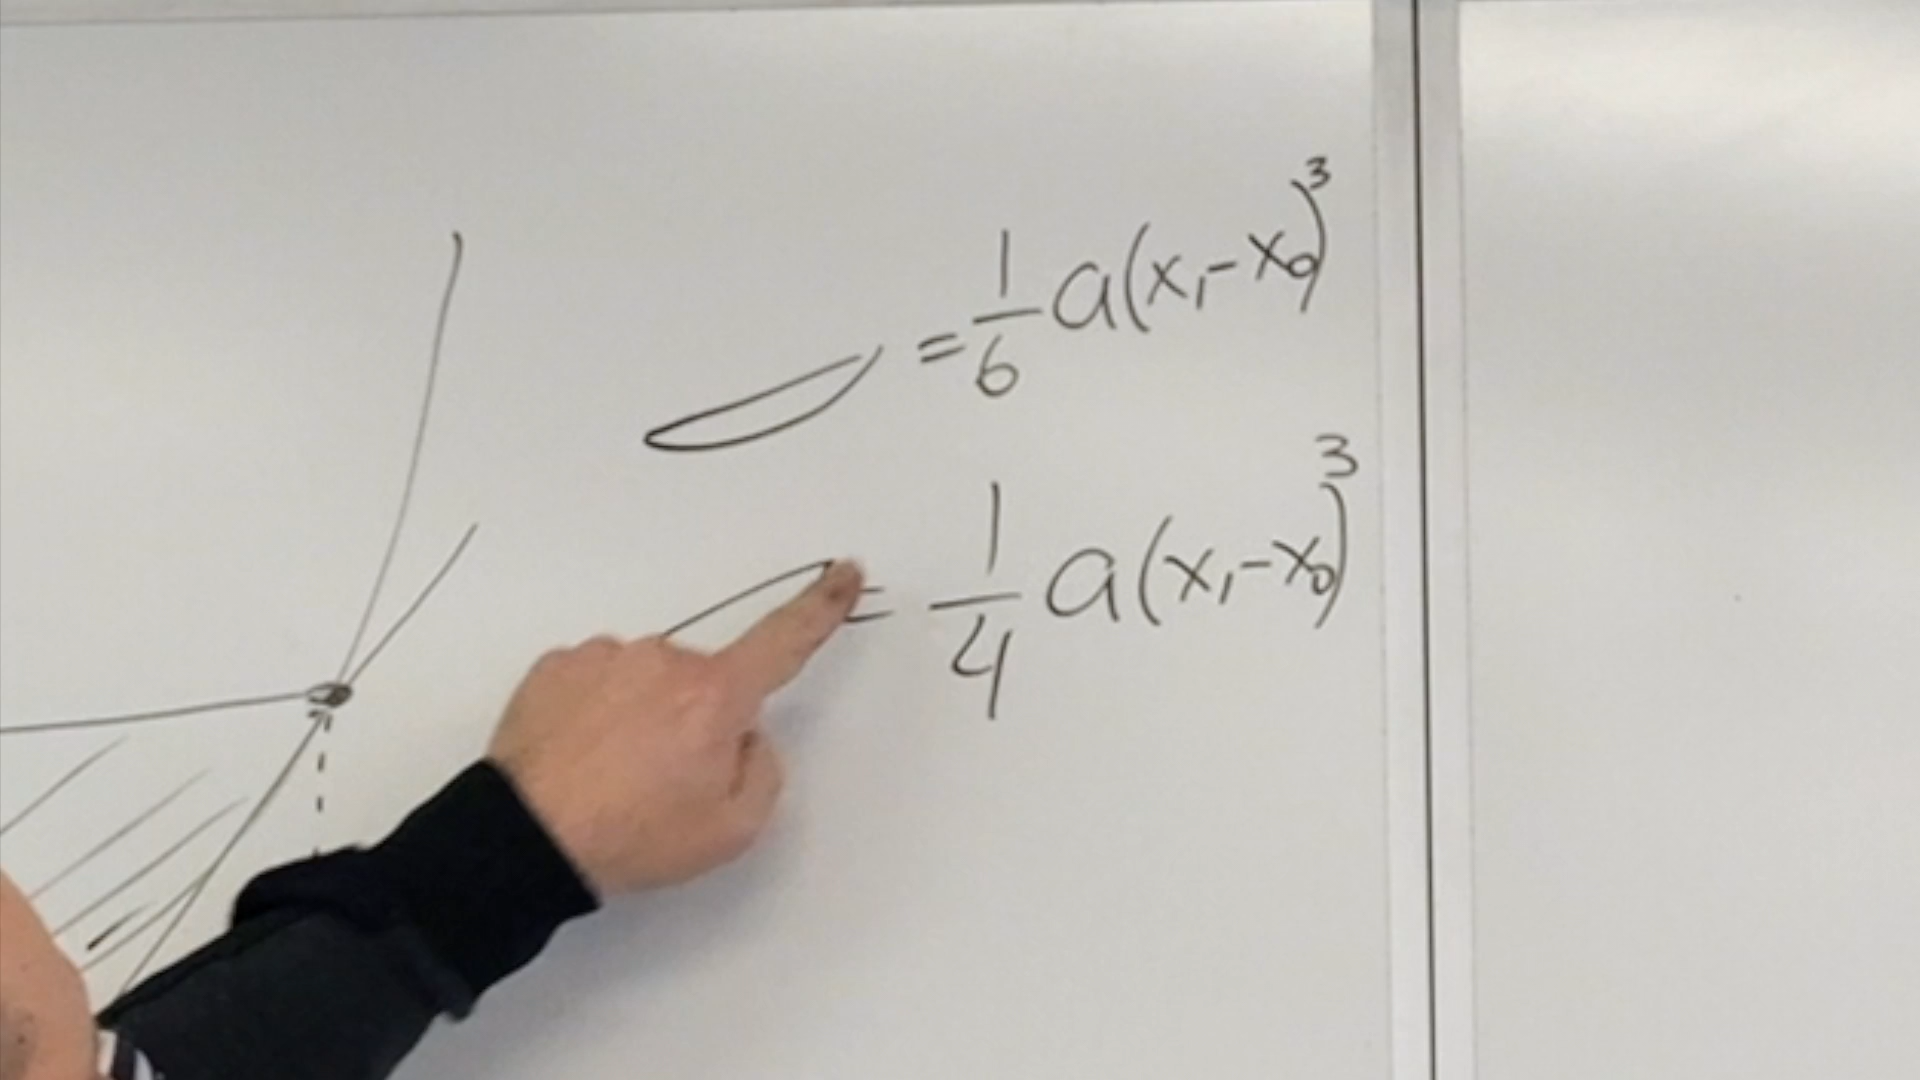 = 1/6 a(x₁-x₀)³
= 1/4 a(x₁-x₀)³